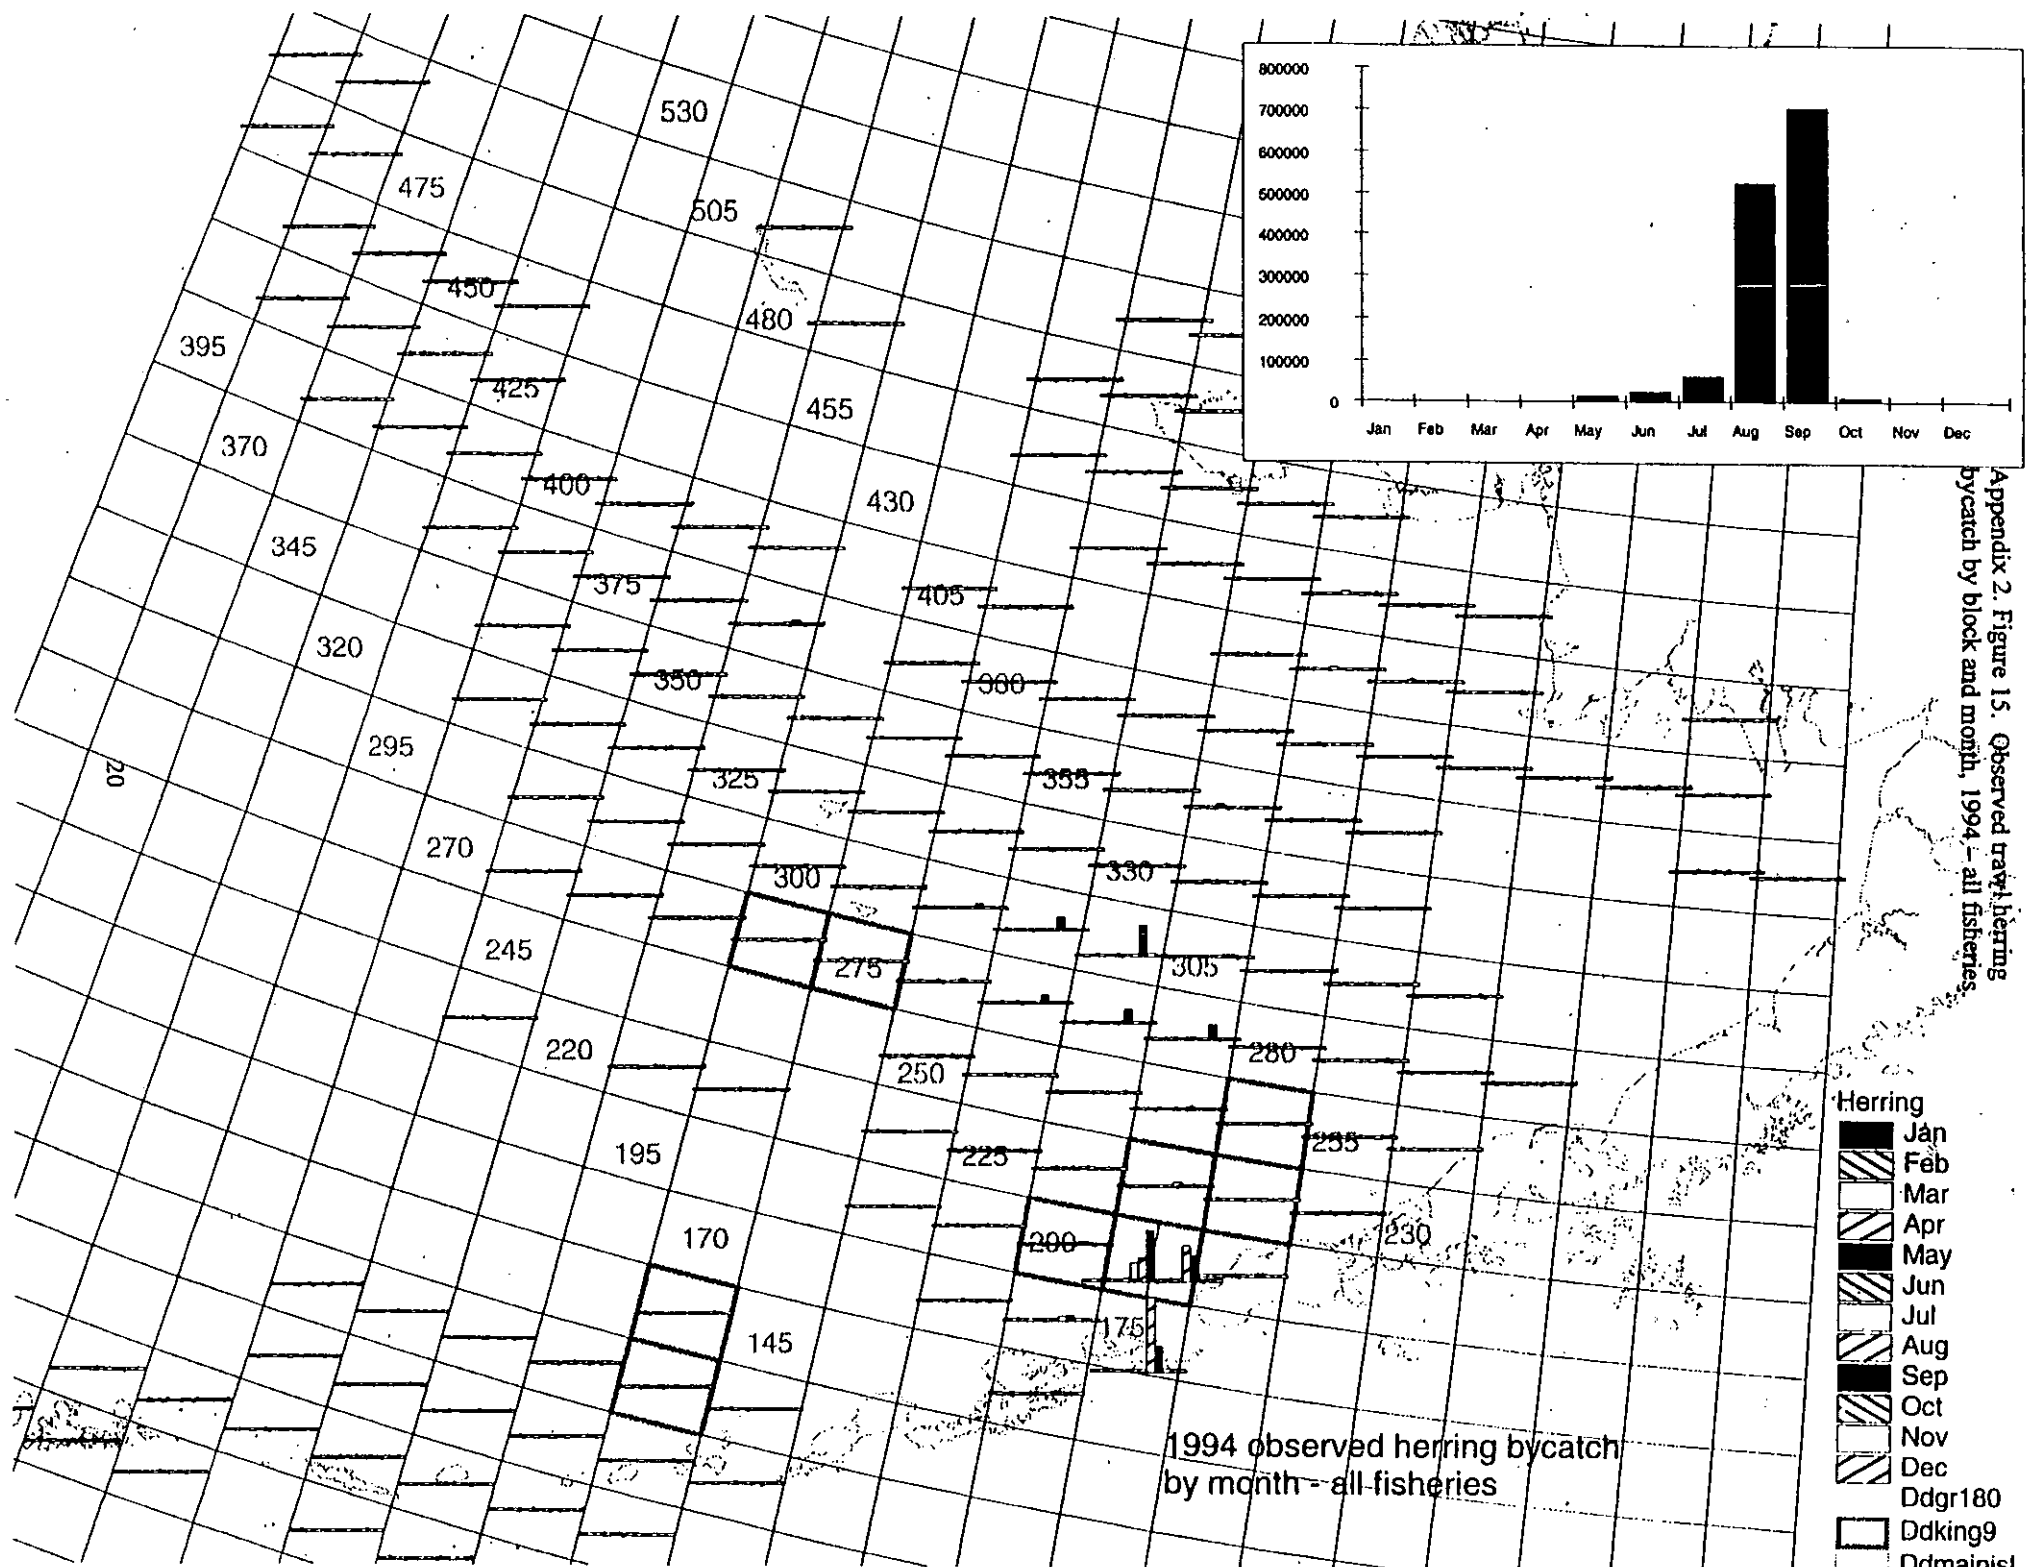 530
475
505
450
480
395
425
455
370
400
430
345
375
405
320
350
380
295
325
355
20
270
300
330
245
275
305
220
250
280
195
225
255
170
200
230
145
175
800000
700000
600000
500000
400000
300000
200000
100000
0
Jan Feb Mar Apr May Jun Jul Aug Sep Oct Nov Dec
Appendix 2. Figure 15. Observed trawl herring
bycatch by block and month, 1994 – all fisheries
Herring
Jan
Feb
Mar
Apr
May
Jun
Jul
Aug
Sep
Oct
Nov
Dec
Ddgr180
Ddking9
1994 observed herring bycatch
by month - all fisheries